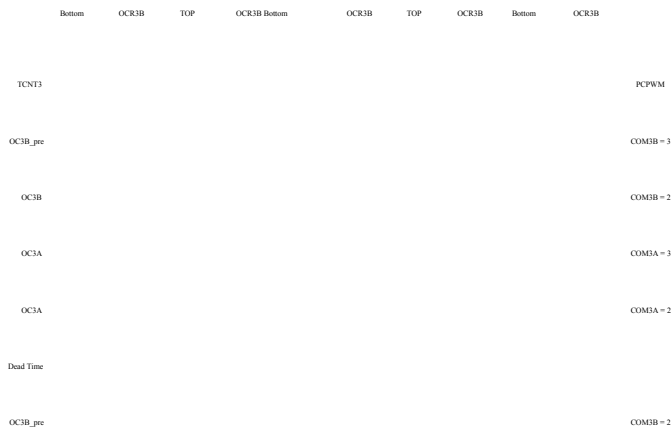 Bottom OCR3B TOP OCR3B Bottom OCR3B TOP OCR3B Bottom OCR3B
TCNT3 PCPWM
OC3B_pre COM3B = 3
OC3B COM3B = 2
OC3A COM3A = 3
OC3A COM3A = 2
Dead Time
OC3B_pre COM3B = 2